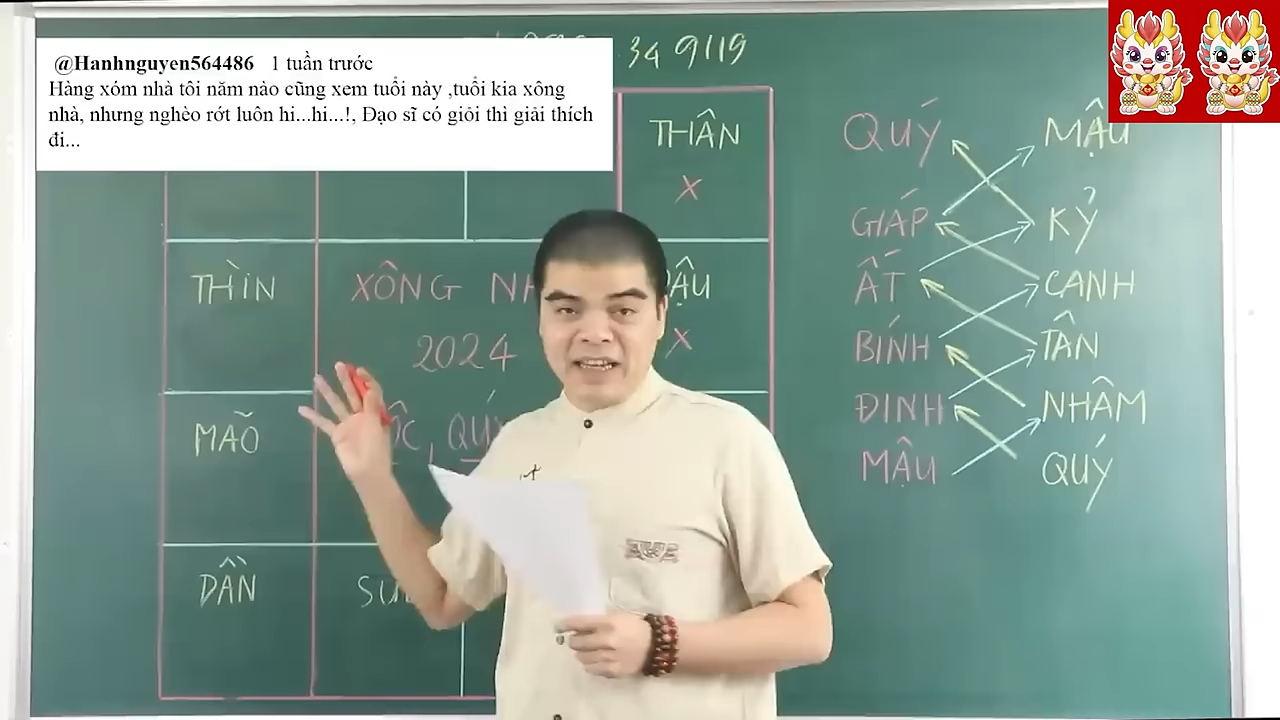 @Hanhnguyen564486 1 tuần trước
Hàng xóm nhà tôi năm nào cũng xem tuổi này ,tuổi kia xông
nhà, nhưng nghèo rớt luôn hi...hi...!, Đạo sĩ có giỏi thì giải thích
đi...
34 9119
THÂN
X
THÌN
XÔNG
2024
X
MÃO
QUÝ
DẦN
QUÝ MẬU
GIÁP KỶ
ẤT CANH
BÍNH TÂN
ĐINH NHÂM
MẬU QUÝ